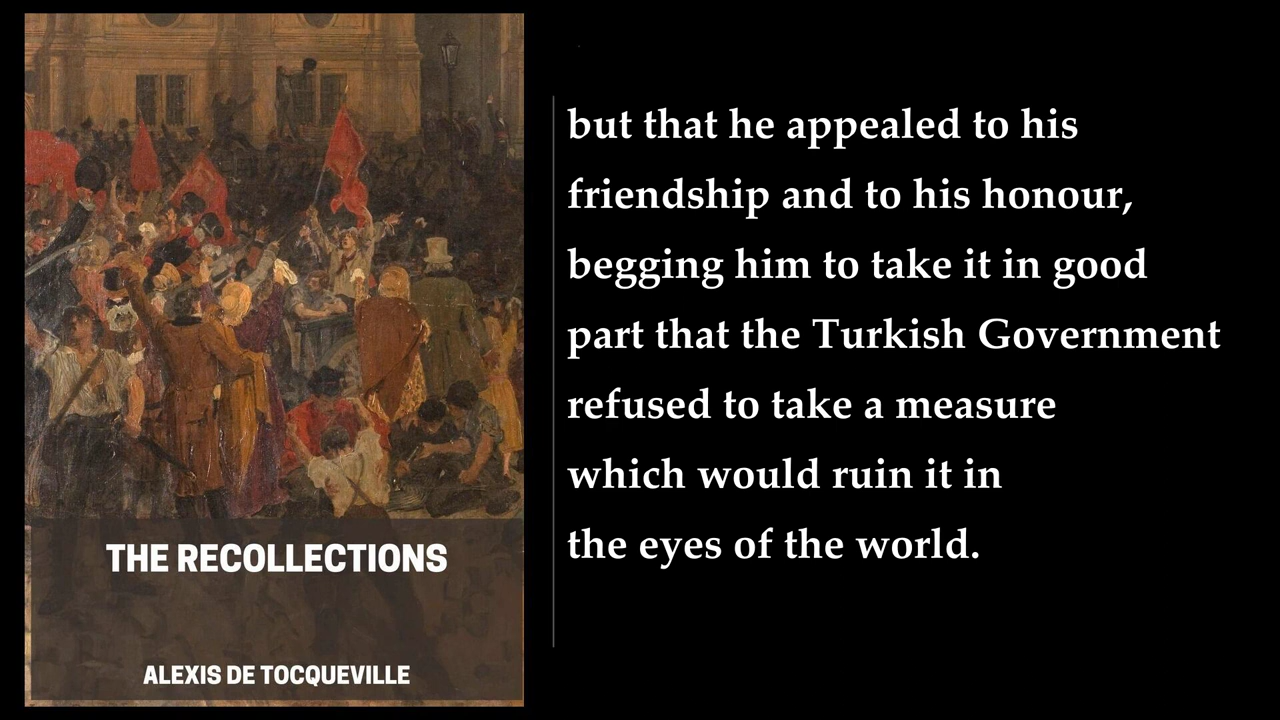 THE RECOLLECTIONS
ALEXIS DE TOCQUEVILLE
but that he appealed to his
friendship and to his honour,
begging him to take it in good
part that the Turkish Government
refused to take a measure
which would ruin it in
the eyes of the world.